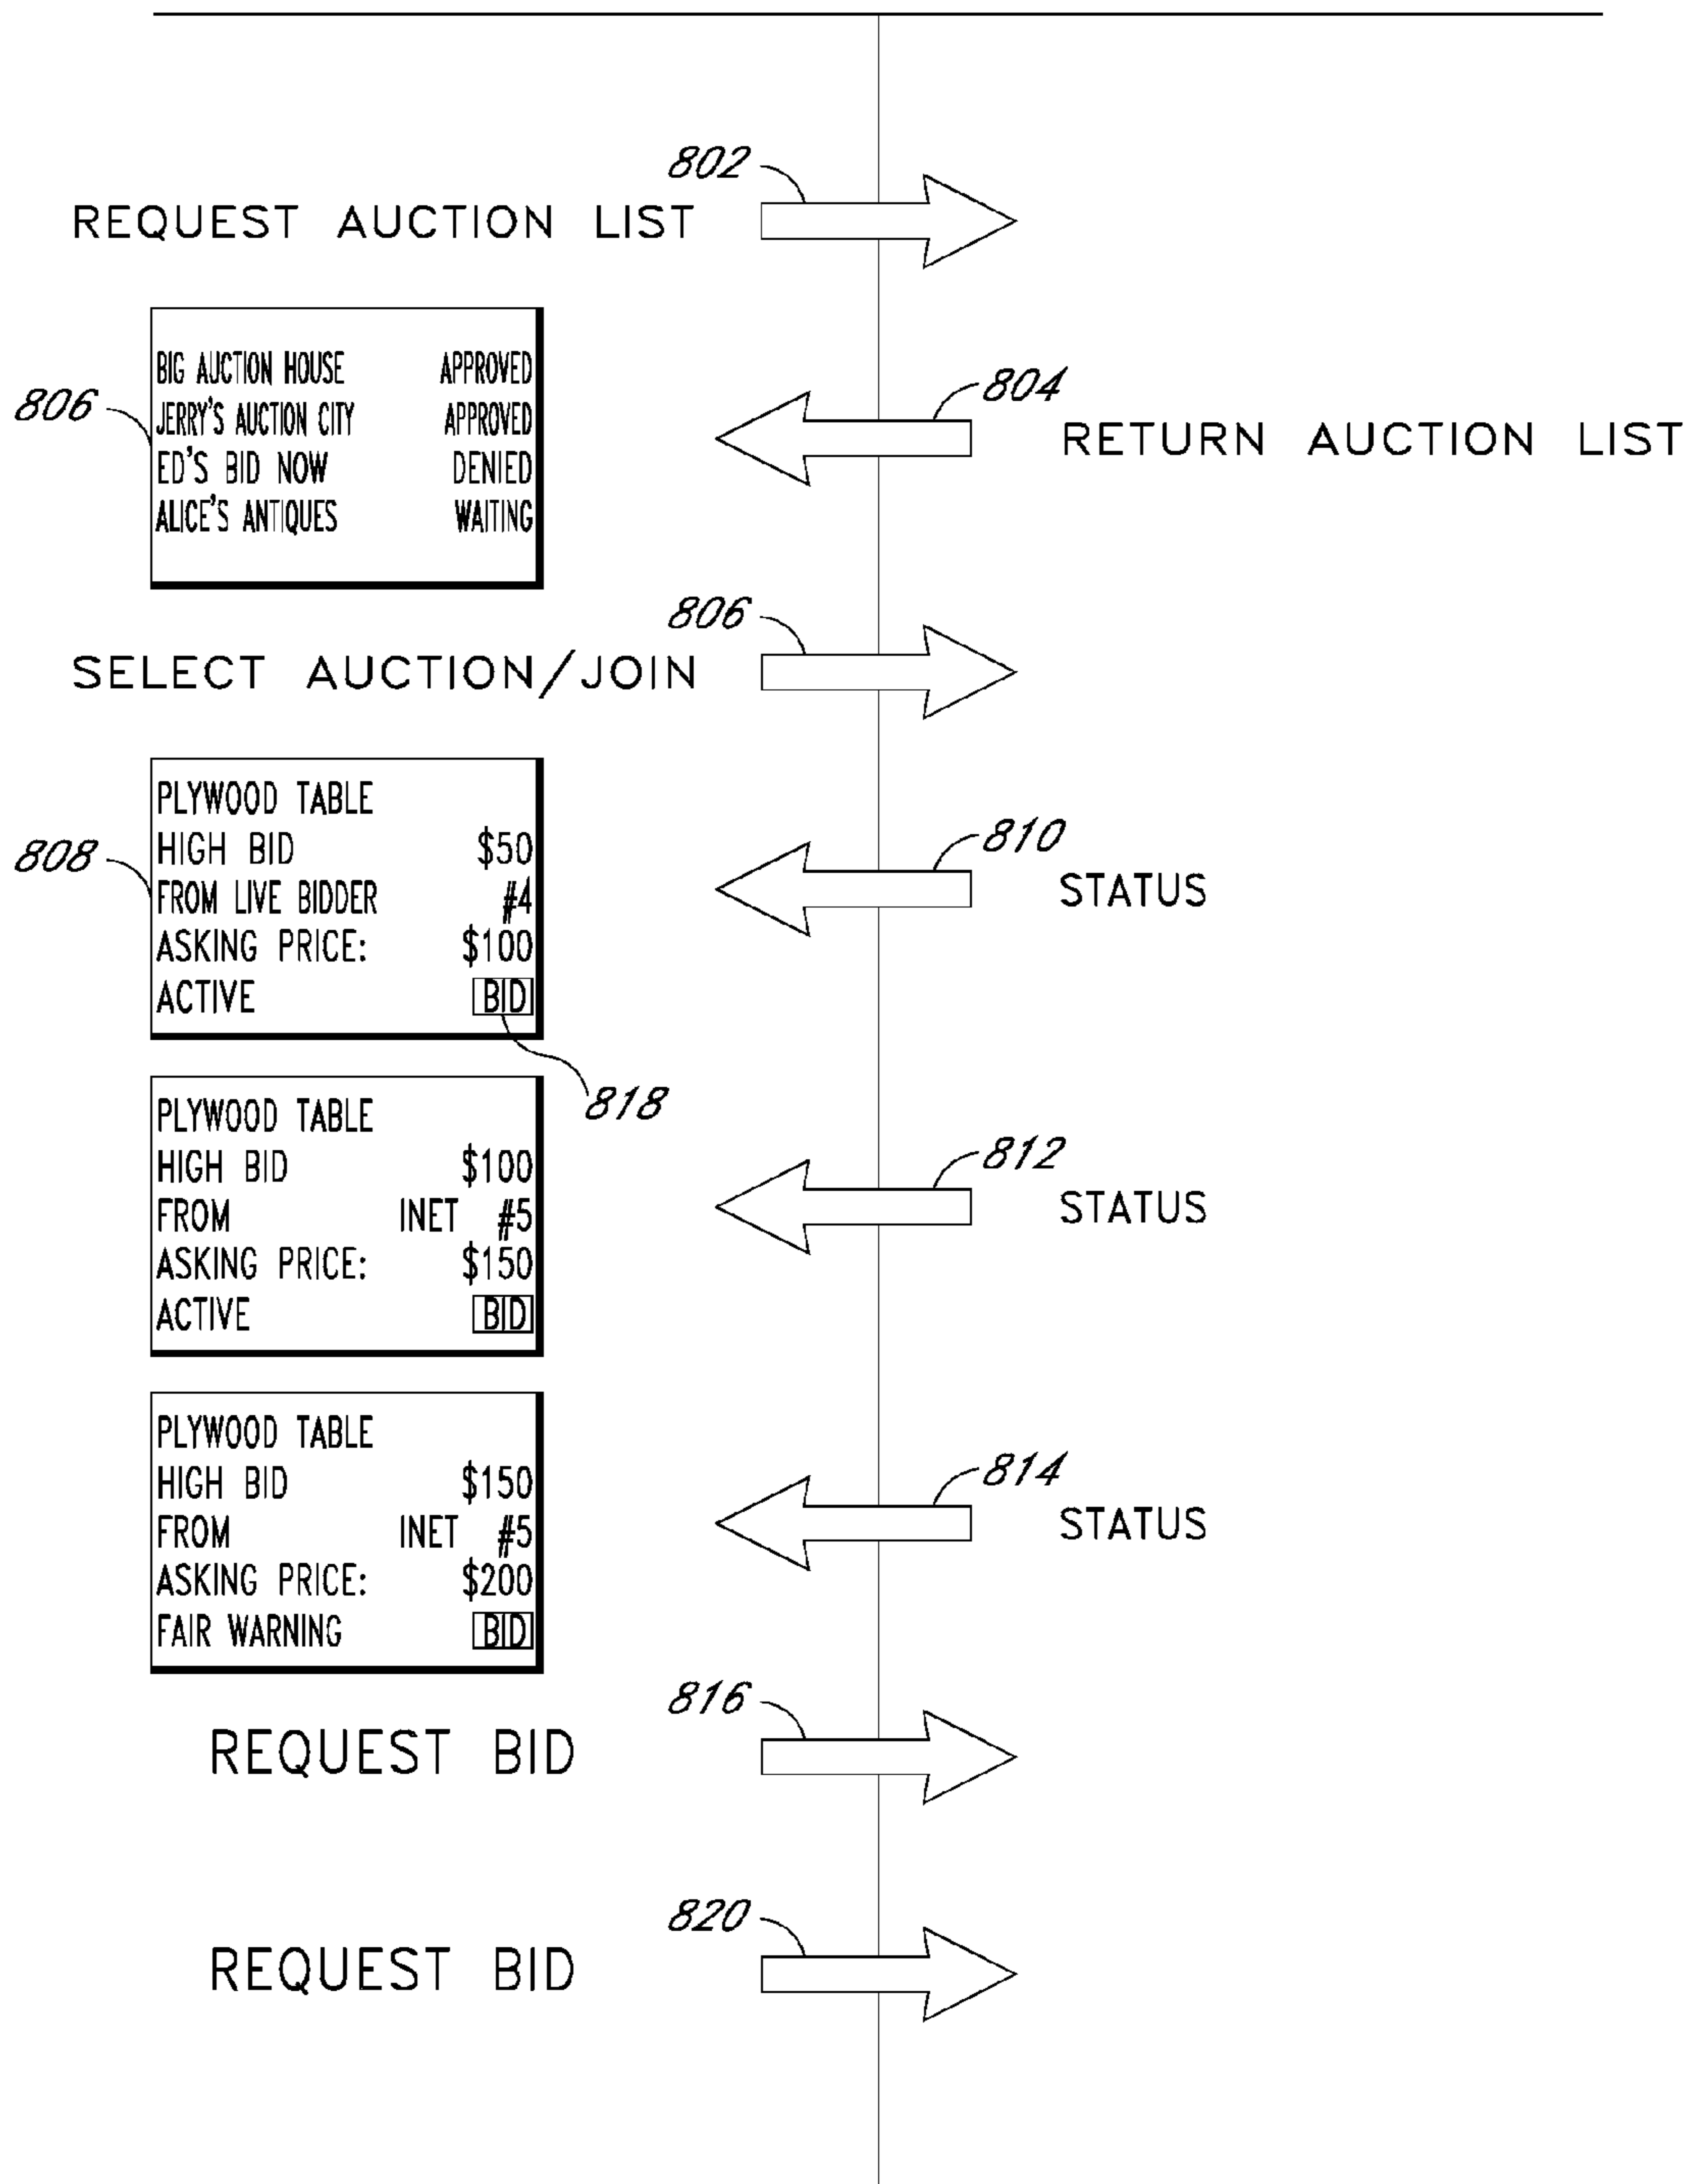 802
REQUEST AUCTION LIST
BIG AUCTION HOUSE APPROVED
JERRY'S AUCTION CITY APPROVED
ED'S BID NOW DENIED
ALICE'S ANTIQUES WAITING
806
804
RETURN AUCTION LIST
806
SELECT AUCTION/JOIN
PLYWOOD TABLE
HIGH BID $50
FROM LIVE BIDDER #4
ASKING PRICE: $100
ACTIVE BID
808
810
STATUS
818
PLYWOOD TABLE
HIGH BID $100
FROM INET #5
ASKING PRICE: $150
ACTIVE BID
812
STATUS
PLYWOOD TABLE
HIGH BID $150
FROM INET #5
ASKING PRICE: $200
FAIR WARNING BID
814
STATUS
816
REQUEST BID
820
REQUEST BID